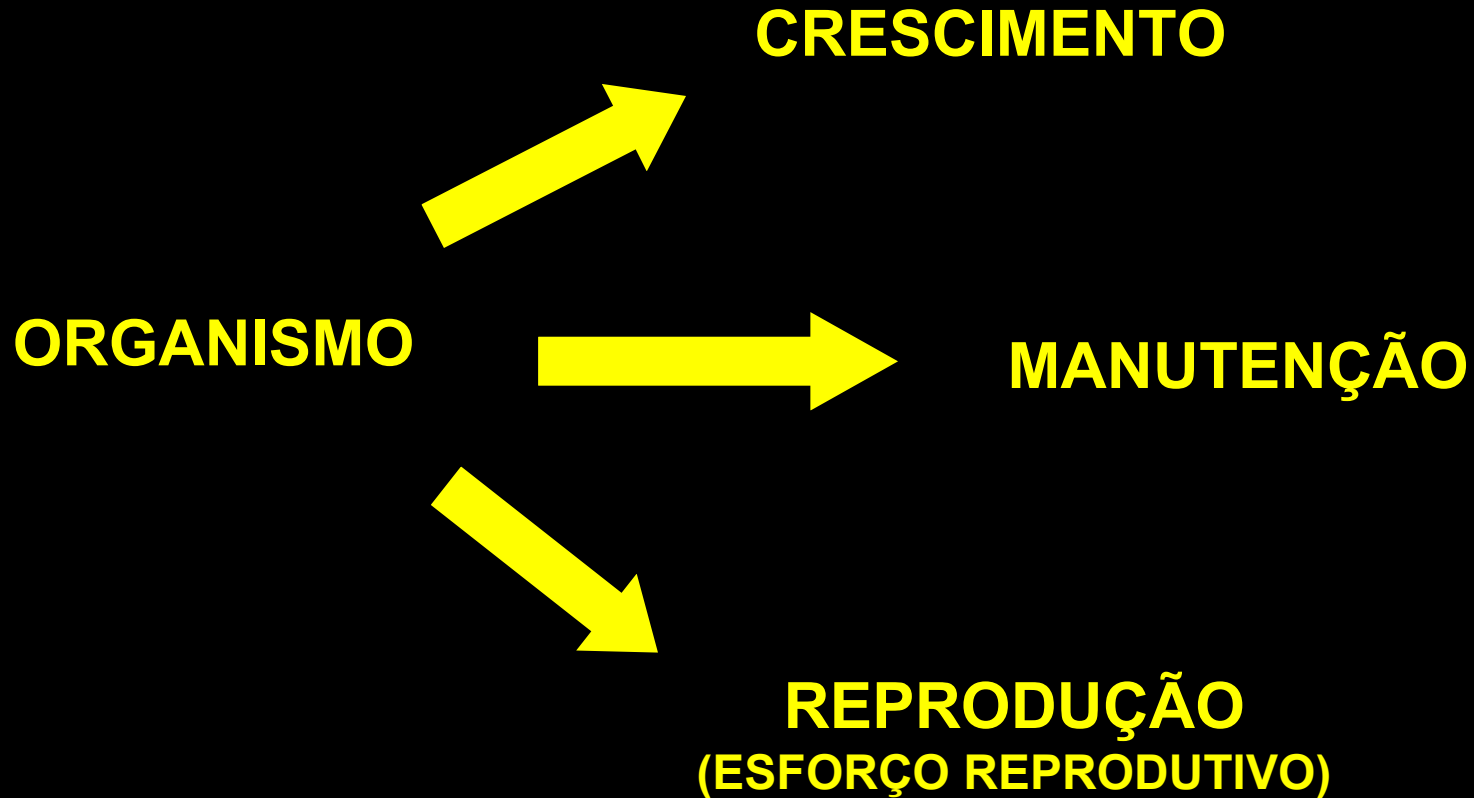 CRESCIMENTO
ORGANISMO
MANUTENÇÃO
REPRODUÇÃO
(ESFORÇO REPRODUTIVO)